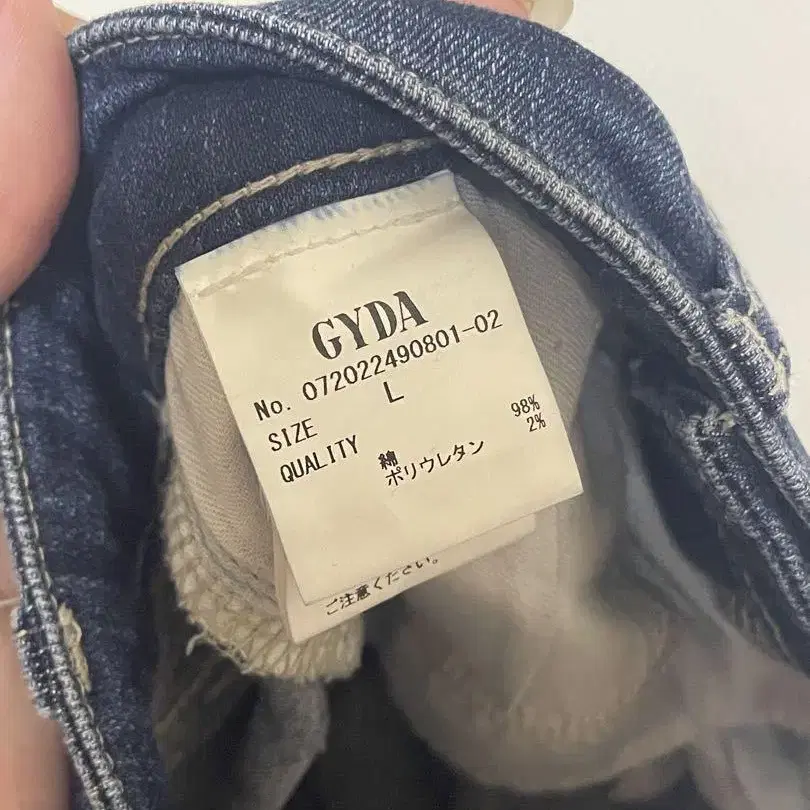 GYDA
No. 072022490801-02
SIZE L
QUALITY 綿 98%
ポリウレタン 2%
ご注意ください。